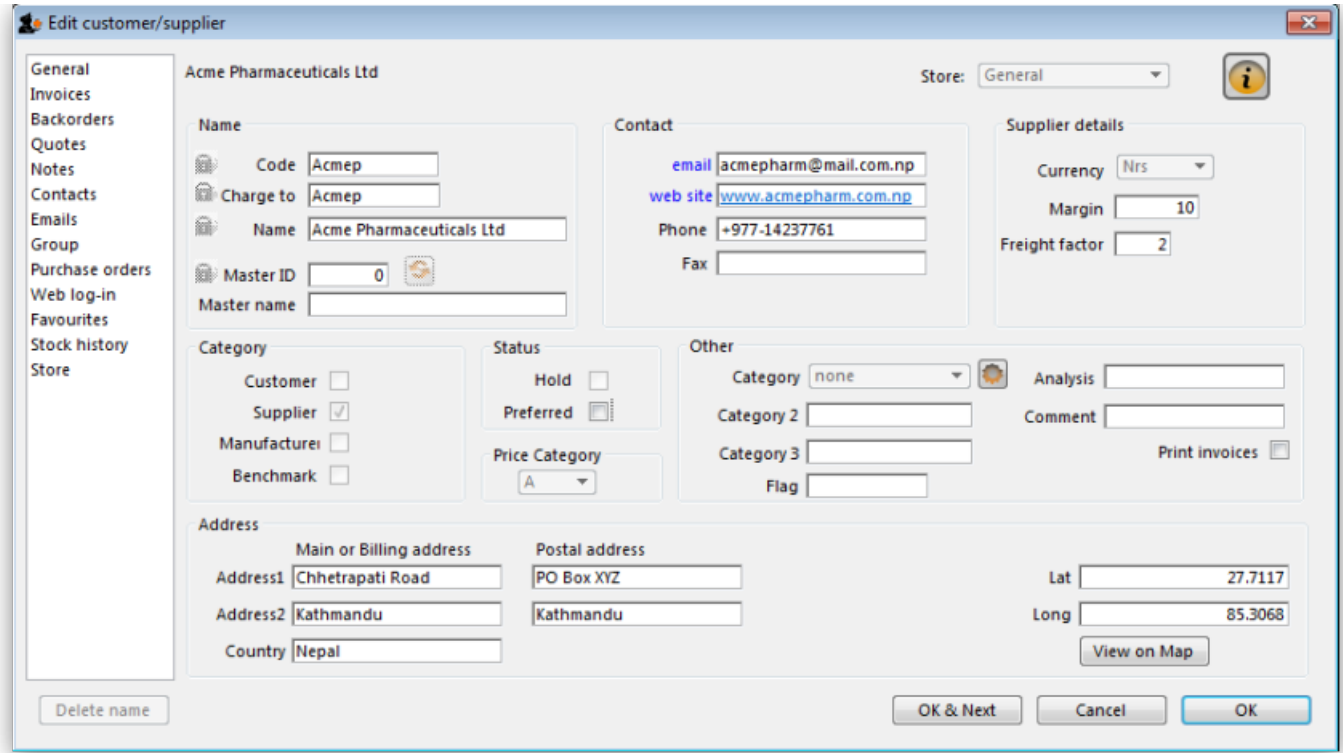 Edit customer/supplier
General
Invoices
Backorders
Quotes
Notes
Contacts
Emails
Group
Purchase orders
Web log-in
Favourites
Stock history
Store
Acme Pharmaceuticals Ltd
Store: General
Name
Code Acmep
Charge to Acmep
Name Acme Pharmaceuticals Ltd
Master ID 0
Master name
Contact
email acmepharm@mail.com.np
web site www.acmepharm.com.np
Phone +977-14237761
Fax
Supplier details
Currency Nrs
Margin 10
Freight factor 2
Category
Customer
Supplier
Manufacturer
Benchmark
Status
Hold
Preferred
Price Category
A
Other
Category none
Category 2
Category 3
Flag
Analysis
Comment
Print invoices
Address
Main or Billing address Postal address
Address1 Chhetrapati Road PO Box XYZ
Address2 Kathmandu Kathmandu
Country Nepal
Lat 27.7117
Long 85.3068
View on Map
Delete name
OK & Next
Cancel
OK